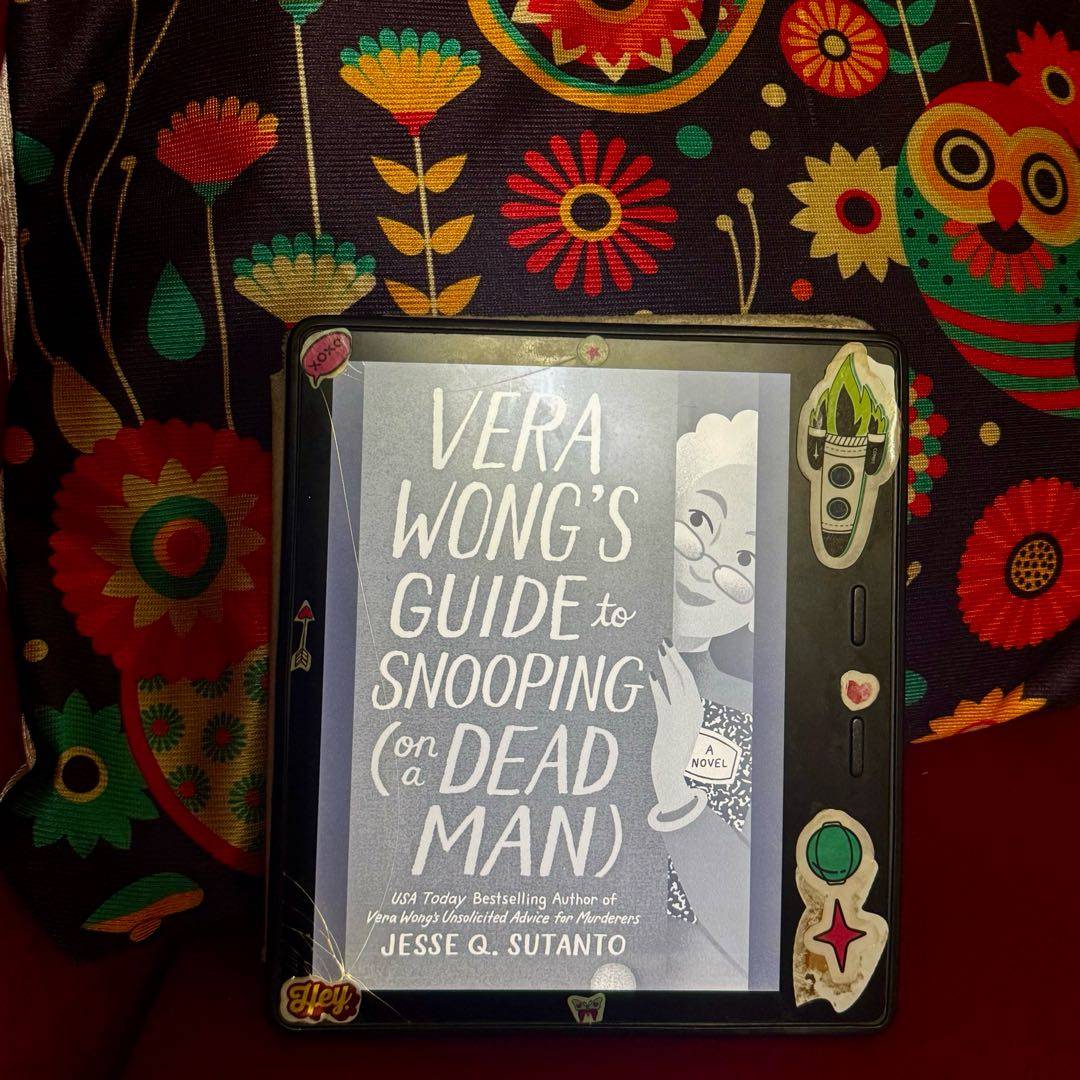 XOXO
VERA
WONG'S
GUIDE to
SNOOPING
(on a DEAD
MAN)
A
NOVEL
USA Today Bestselling Author of
Vera Wong's Unsolicited Advice for Murderers
JESSE Q. SUTANTO
Hey